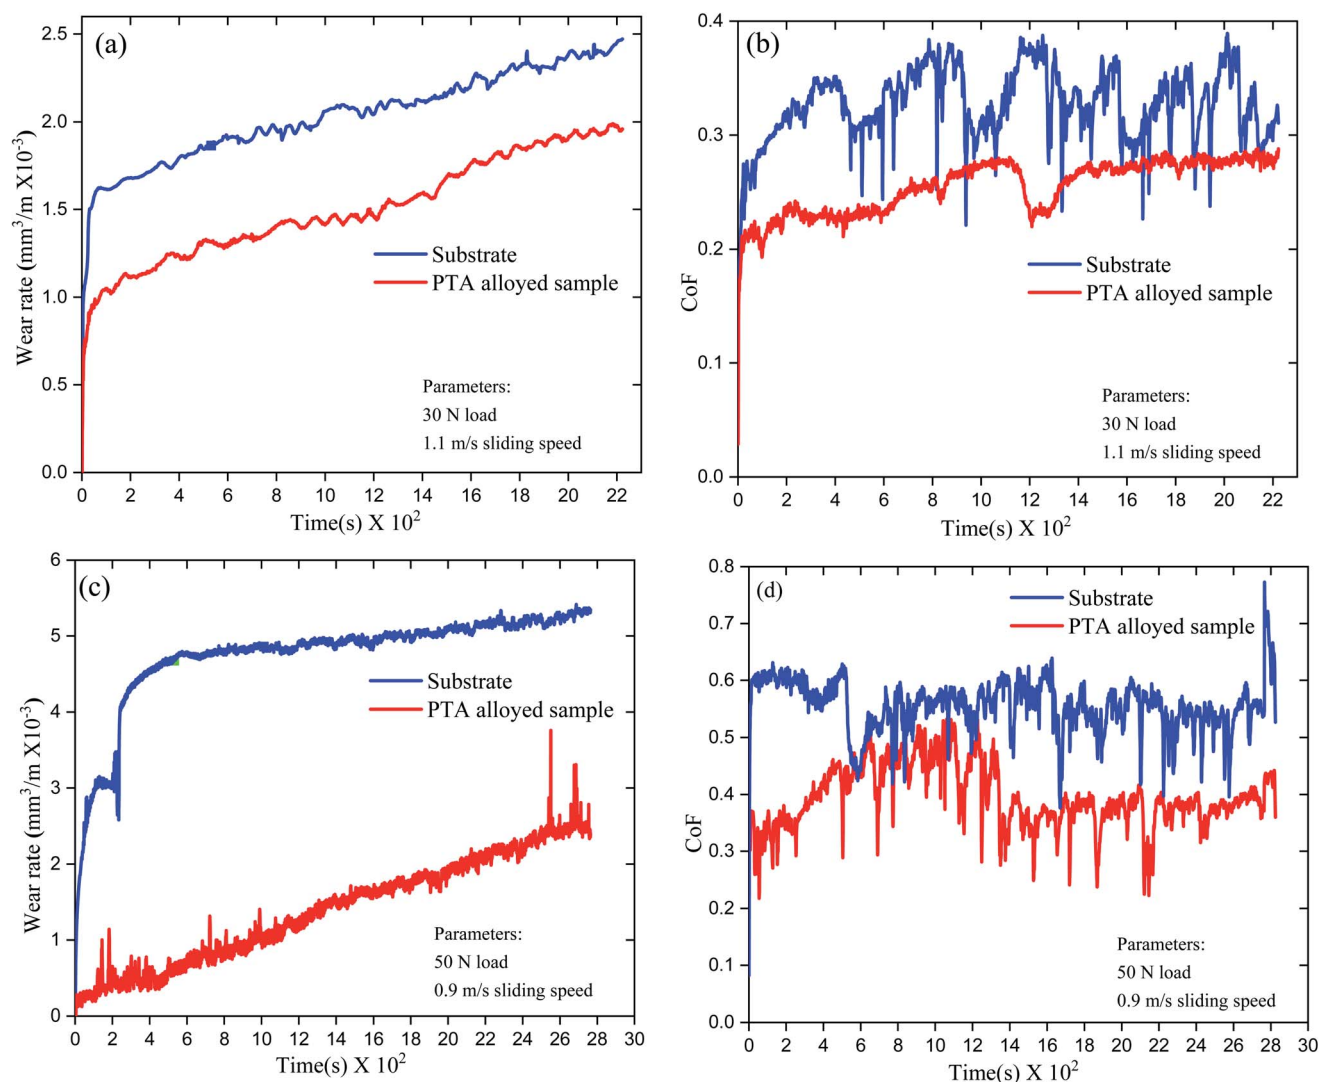 (a)
Wear rate (mm³/m X10⁻³)
2.5
2.0
1.5
1.0
0.5
0.0
Substrate
PTA alloyed sample
Parameters:
30 N load
1.1 m/s sliding speed
0 2 4 6 8 10 12 14 16 18 20 22
Time(s) X 10²
(b)
CoF
0.4
0.3
0.2
0.1
0.0
Substrate
PTA alloyed sample
Parameters:
30 N load
1.1 m/s sliding speed
0 2 4 6 8 10 12 14 16 18 20 22
Time(s) X 10²
(c)
Wear rate (mm³/m X10⁻³)
6
5
4
3
2
1
0
Substrate
PTA alloyed sample
Parameters:
50 N load
0.9 m/s sliding speed
0 2 4 6 8 10 12 14 16 18 20 22 24 26 28 30
Time(s) X 10²
(d)
CoF
0.8
0.7
0.6
0.5
0.4
0.3
0.2
0.1
0.0
Substrate
PTA alloyed sample
Parameters:
50 N load
0.9 m/s sliding speed
0 2 4 6 8 10 12 14 16 18 20 22 24 26 28 30
Time(s) X 10²